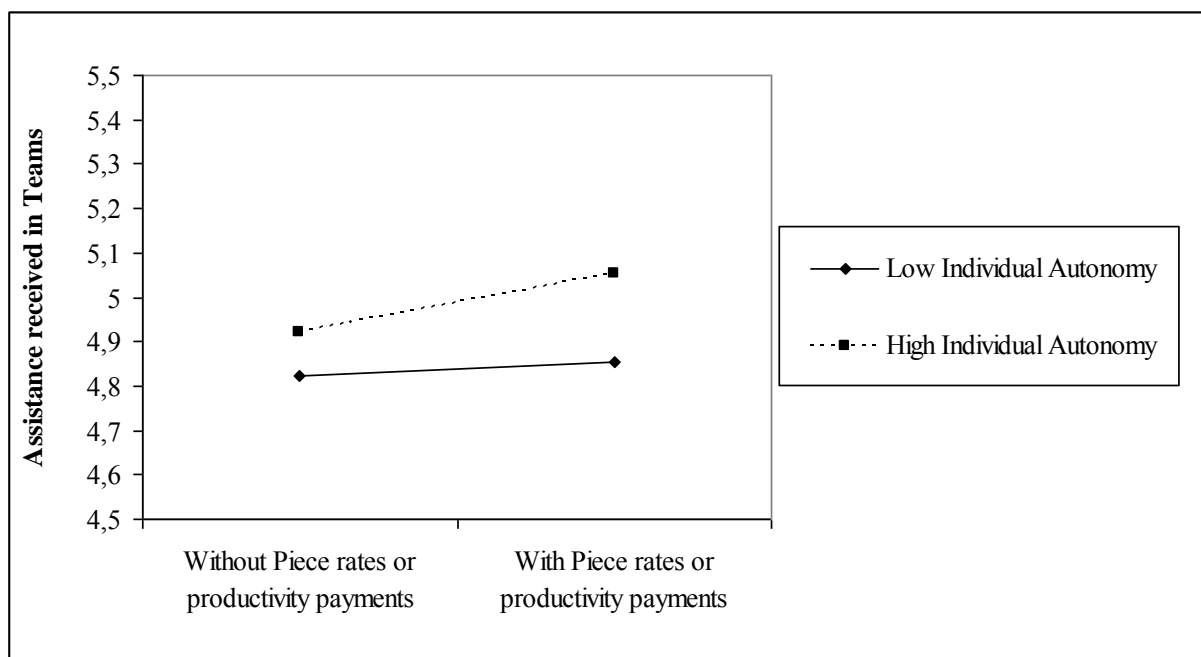 Assistance received in Teams
5,5
5,4
5,3
5,2
5,1
5
4,9
4,8
4,7
4,6
4,5
Without Piece rates or
productivity payments
With Piece rates or
productivity payments
Low Individual Autonomy
High Individual Autonomy